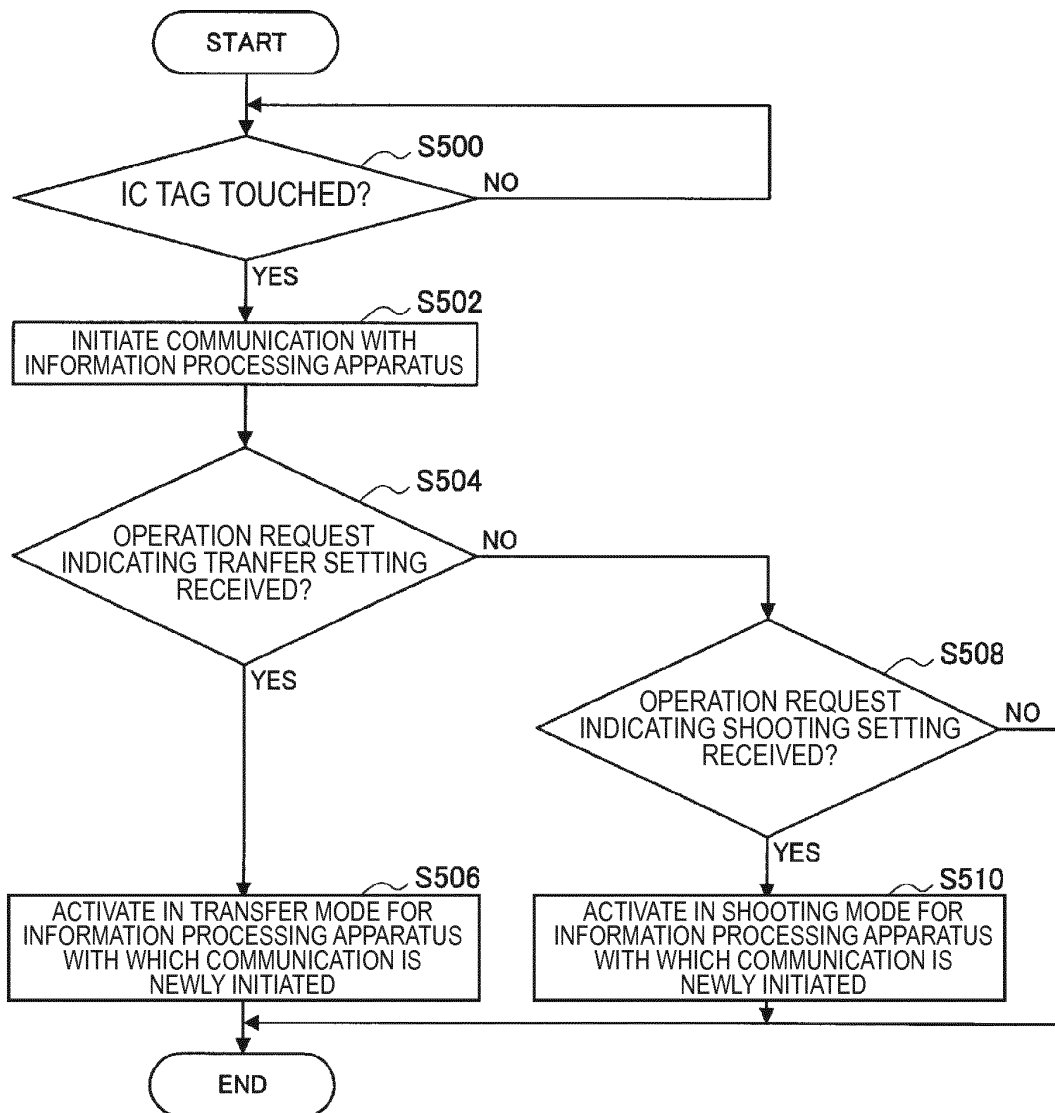 START
S500
IC TAG TOUCHED?
NO
YES
S502
INITIATE COMMUNICATION WITH
INFORMATION PROCESSING APPARATUS
S504
OPERATION REQUEST
INDICATING TRANFER SETTING
RECEIVED?
NO
YES
S508
OPERATION REQUEST
INDICATING SHOOTING SETTING
RECEIVED?
NO
YES
S506
ACTIVATE IN TRANSFER MODE FOR
INFORMATION PROCESSING APPARATUS
WITH WHICH COMMUNICATION IS
NEWLY INITIATED
S510
ACTIVATE IN SHOOTING MODE FOR
INFORMATION PROCESSING APPARATUS
WITH WHICH COMMUNICATION IS
NEWLY INITIATED
END